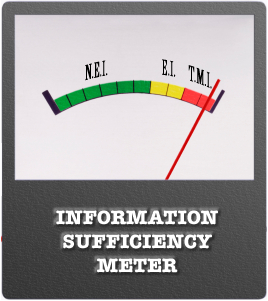 N.E.I. E.I. T.M.I.
INFORMATION
SUFFICIENCY
METER